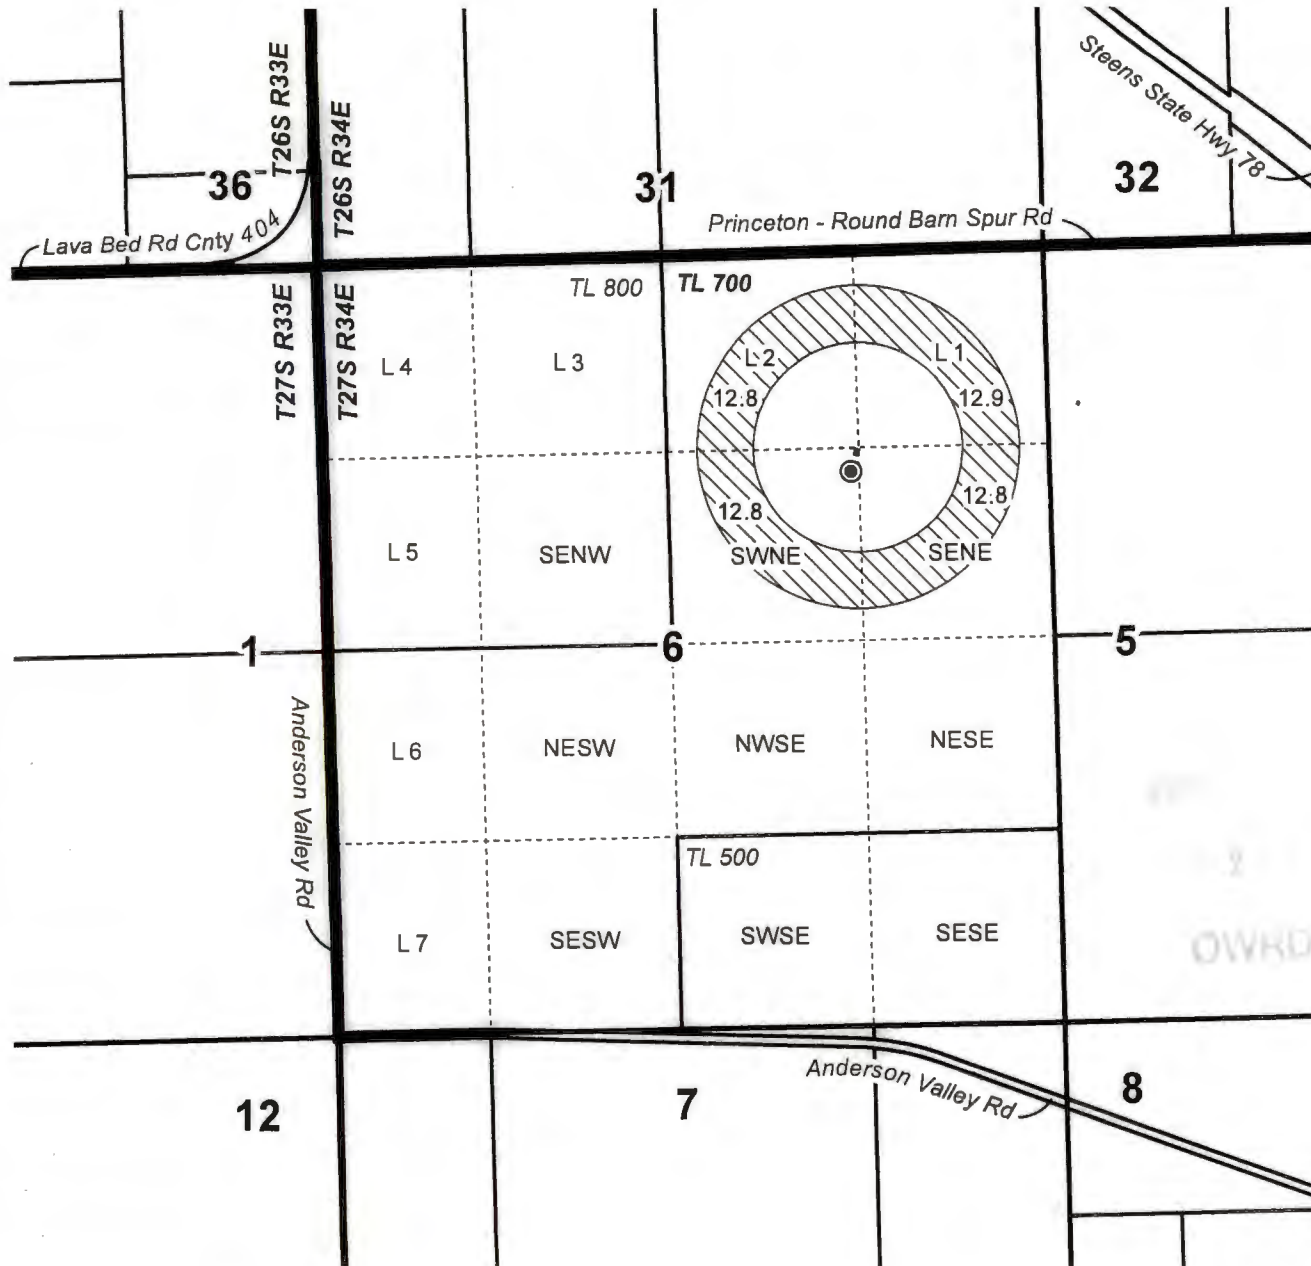 T26S R33E
T26S R34E
Steens State Hwy 78
36
31
32
Lava Bed Rd Cnty 404
Princeton - Round Barn Spur Rd
T27S R33E
T27S R34E
TL 800
TL 700
L 4
L 3
L 2
L 1
12.8
12.9
12.8
12.8
L 5
SENW
SWNE
SENE
1
6
5
Anderson Valley Rd
L 6
NESW
NWSE
NESE
TL 500
L 7
SESW
SWSE
SESE
OWRD
12
7
8
Anderson Valley Rd